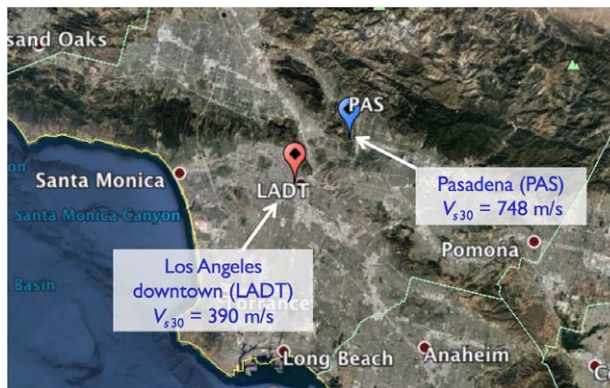 sand Oaks
PAS
Santa Monica
LADT
Pasadena (PAS)
Vs30 = 748 m/s
Santa Monica Canyon
Pomona
Los Angeles
downtown (LADT)
Vs30 = 390 m/s
Basin
Torrance
Long Beach
Anaheim